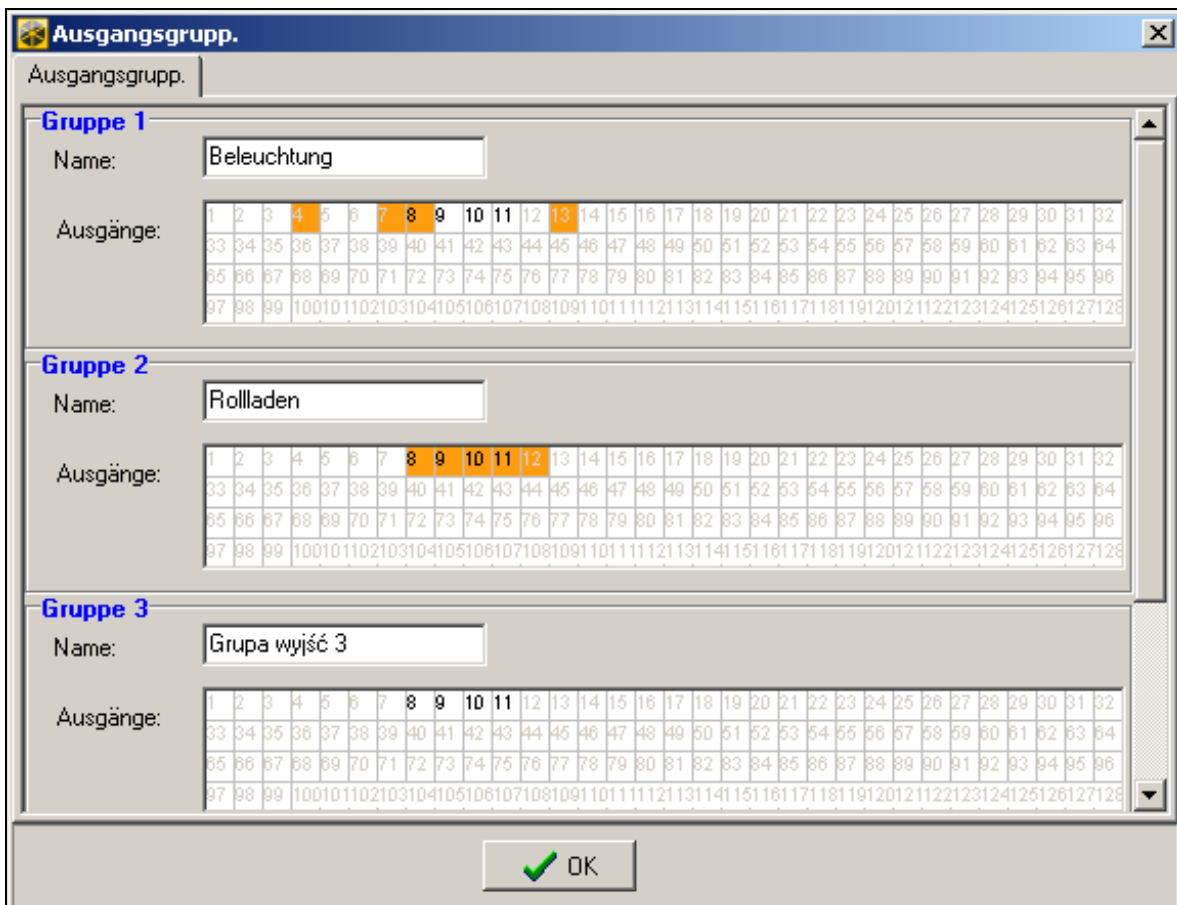 Ausgangsgrupp.
Ausgangsgrupp.
Gruppe 1
Name: Beleuchtung
Ausgänge:
1 2 3 4 5 6 7 8 9 10 11 12 13 14 15 16 17 18 19 20 21 22 23 24 25 26 27 28 29 30 31 32
33 34 35 36 37 38 39 40 41 42 43 44 45 46 47 48 49 50 51 52 53 54 55 56 57 58 59 60 61 62 63 64
65 66 67 68 69 70 71 72 73 74 75 76 77 78 79 80 81 82 83 84 85 86 87 88 89 90 91 92 93 94 95 96
97 98 99 100 101 102 103 104 105 106 107 108 109 110 111 112 113 114 115 116 117 118 119 120 121 122 123 124 125 126 127 128
Gruppe 2
Name: Rollladen
Ausgänge:
1 2 3 4 5 6 7 8 9 10 11 12 13 14 15 16 17 18 19 20 21 22 23 24 25 26 27 28 29 30 31 32
33 34 35 36 37 38 39 40 41 42 43 44 45 46 47 48 49 50 51 52 53 54 55 56 57 58 59 60 61 62 63 64
65 66 67 68 69 70 71 72 73 74 75 76 77 78 79 80 81 82 83 84 85 86 87 88 89 90 91 92 93 94 95 96
97 98 99 100 101 102 103 104 105 106 107 108 109 110 111 112 113 114 115 116 117 118 119 120 121 122 123 124 125 126 127 128
Gruppe 3
Name: Grupa wyjść 3
Ausgänge:
1 2 3 4 5 6 7 8 9 10 11 12 13 14 15 16 17 18 19 20 21 22 23 24 25 26 27 28 29 30 31 32
33 34 35 36 37 38 39 40 41 42 43 44 45 46 47 48 49 50 51 52 53 54 55 56 57 58 59 60 61 62 63 64
65 66 67 68 69 70 71 72 73 74 75 76 77 78 79 80 81 82 83 84 85 86 87 88 89 90 91 92 93 94 95 96
97 98 99 100 101 102 103 104 105 106 107 108 109 110 111 112 113 114 115 116 117 118 119 120 121 122 123 124 125 126 127 128
OK